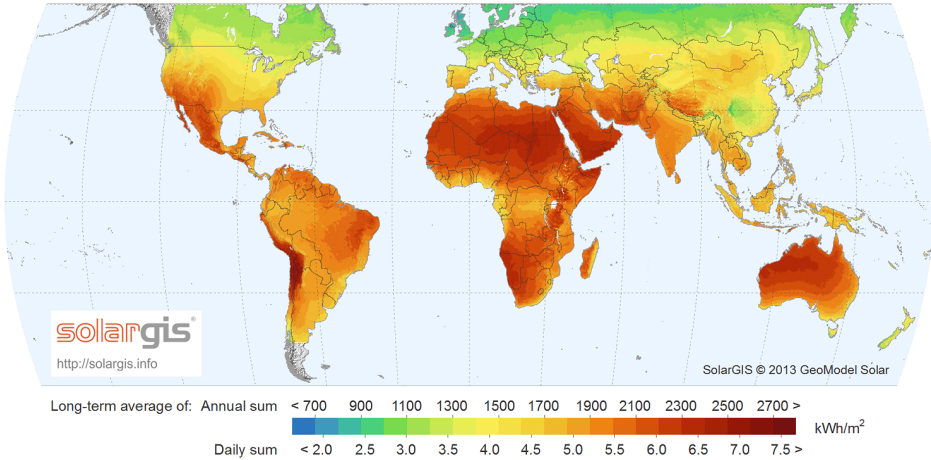 solargis®
http://solargis.info
SolarGIS © 2013 GeoModel Solar
Long-term average of: Annual sum < 700 900 1100 1300 1500 1700 1900 2100 2300 2500 2700 > kWh/m²
Daily sum < 2.0 2.5 3.0 3.5 4.0 4.5 5.0 5.5 6.0 6.5 7.0 7.5 >